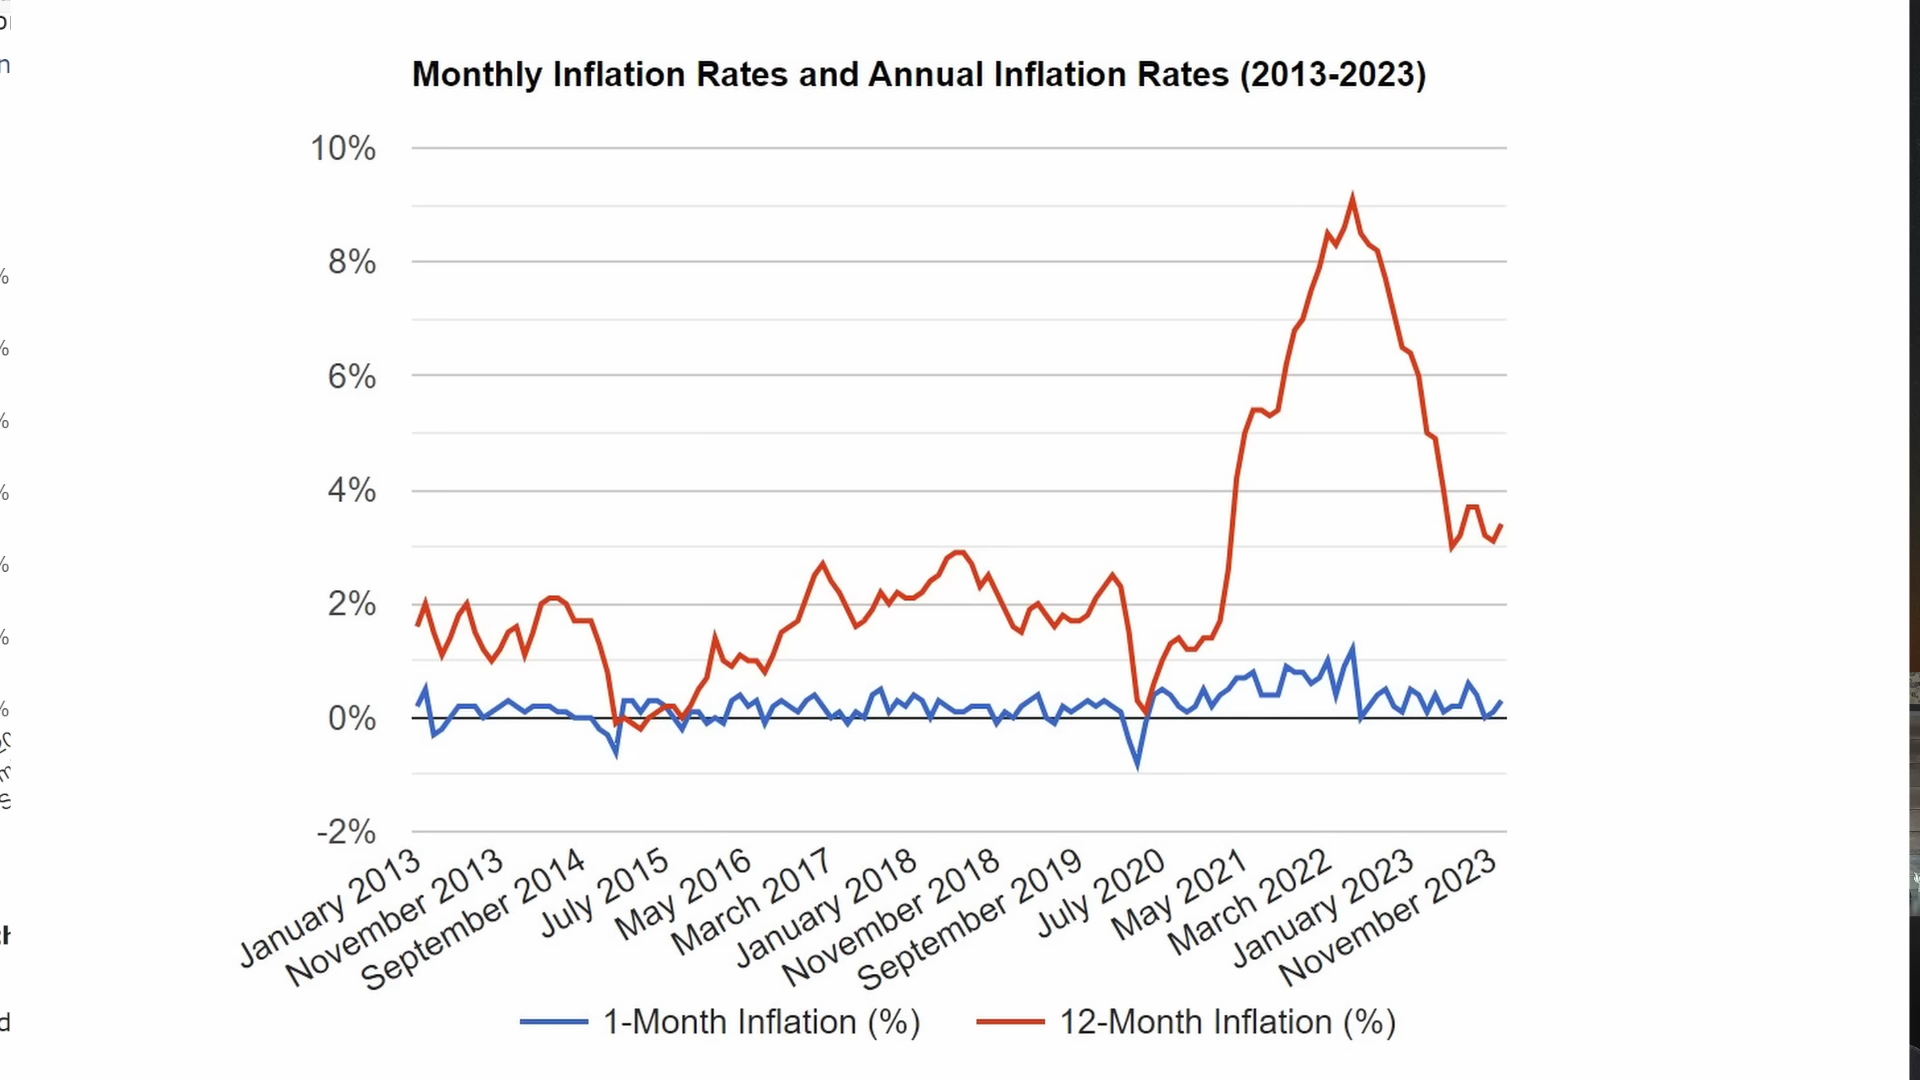 Monthly Inflation Rates and Annual Inflation Rates (2013-2023)
10%
8%
6%
4%
2%
0%
-2%
January 2013
November 2013
September 2014
July 2015
May 2016
March 2017
January 2018
November 2018
September 2019
July 2020
May 2021
March 2022
January 2023
November 2023
1-Month Inflation (%)
12-Month Inflation (%)